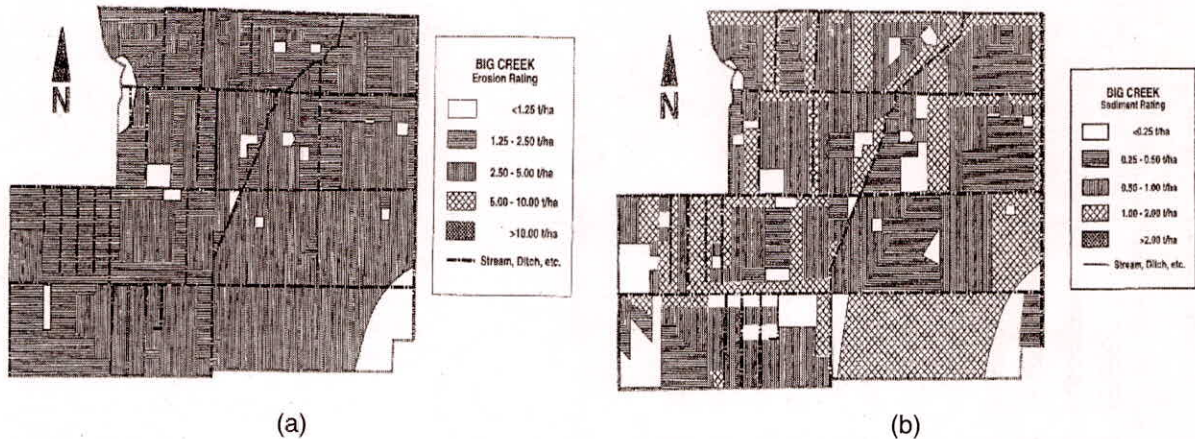 N
BIG CREEK
Erosion Rating
<1.25 t/ha
1.25 - 2.50 t/ha
2.50 - 5.00 t/ha
5.00 - 10.00 t/ha
>10.00 t/ha
Stream, Ditch, etc.
(a)
N
BIG CREEK
Sediment Rating
<0.25 t/ha
0.25 - 0.50 t/ha
0.50 - 1.00 t/ha
1.00 - 2.00 t/ha
>2.00 t/ha
Stream, Ditch, etc.
(b)